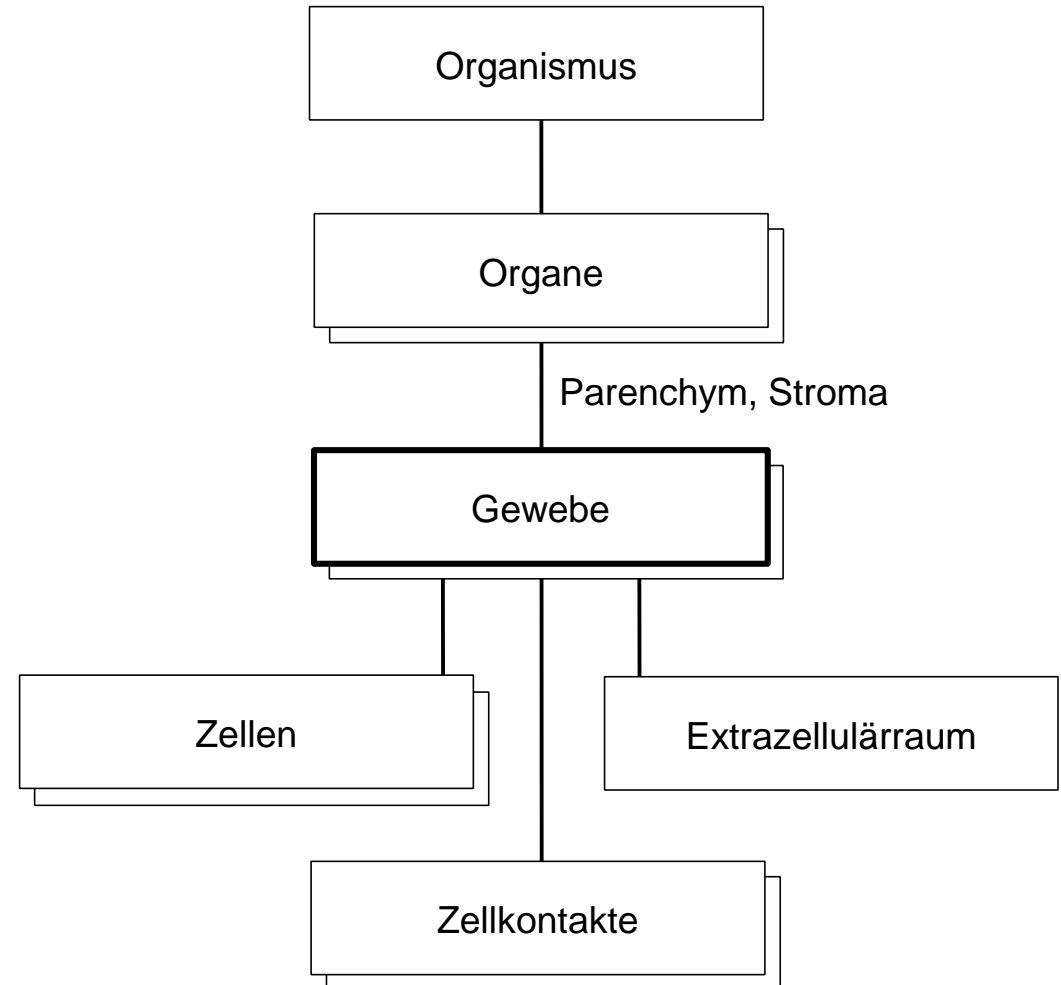 Organismus
Organe
Parenchym, Stroma
Gewebe
Zellen
Extrazellulärraum
Zellkontakte